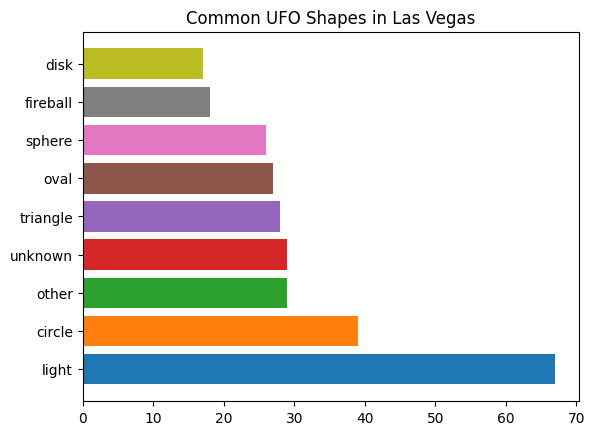 Common UFO Shapes in Las Vegas
disk
fireball
sphere
oval
triangle
unknown
other
circle
light
0 10 20 30 40 50 60 70